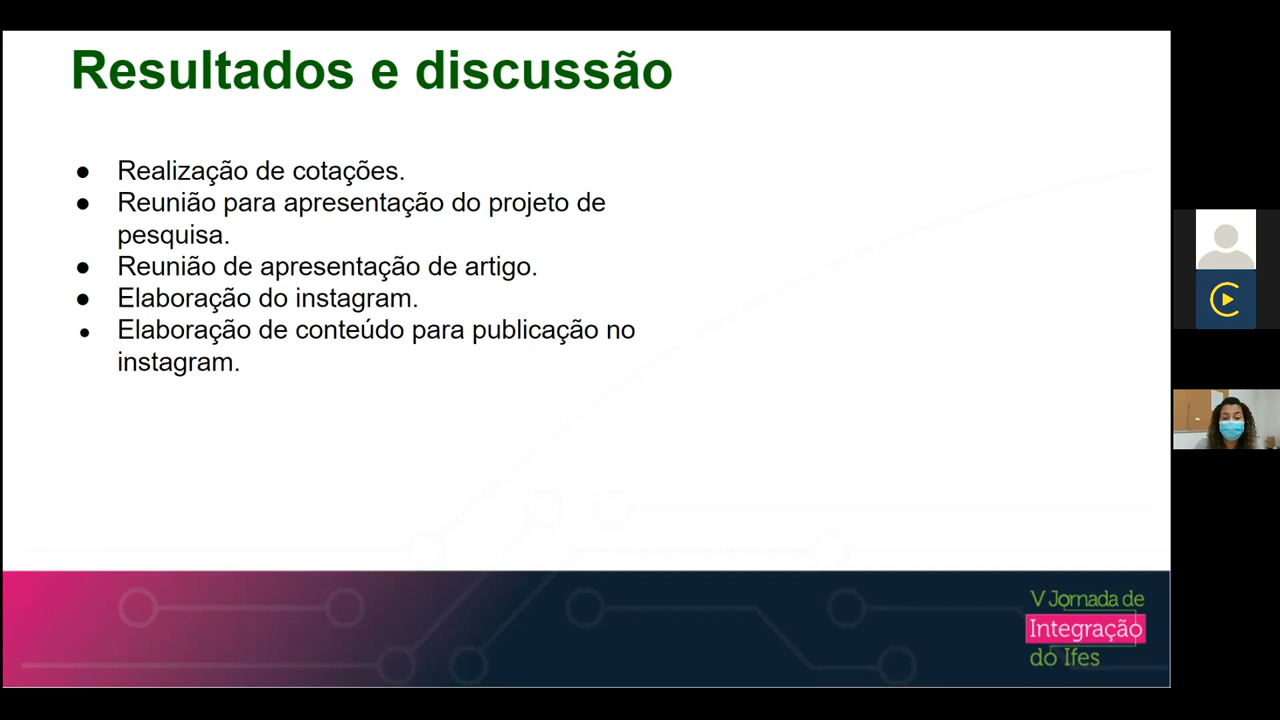 Resultados e discussão
● Realização de cotações.
● Reunião para apresentação do projeto de
pesquisa.
● Reunião de apresentação de artigo.
● Elaboração do instagram.
● Elaboração de conteúdo para publicação no
instagram.
V Jornada de
Integração
do Ifes